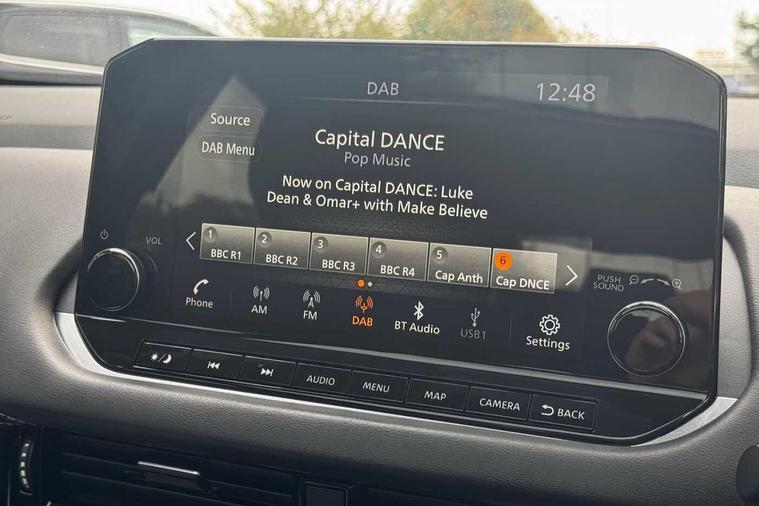 DAB
12:48
Source
DAB Menu
Capital DANCE
Pop Music
Now on Capital DANCE: Luke
Dean & Omar+ with Make Believe
1
BBC R1
2
BBC R2
3
BBC R3
4
BBC R4
5
Cap Anth
6
Cap DNCE
VOL
PUSH
SOUND
Phone
AM
FM
DAB
BT Audio
USB1
Settings
AUDIO
MENU
MAP
CAMERA
BACK